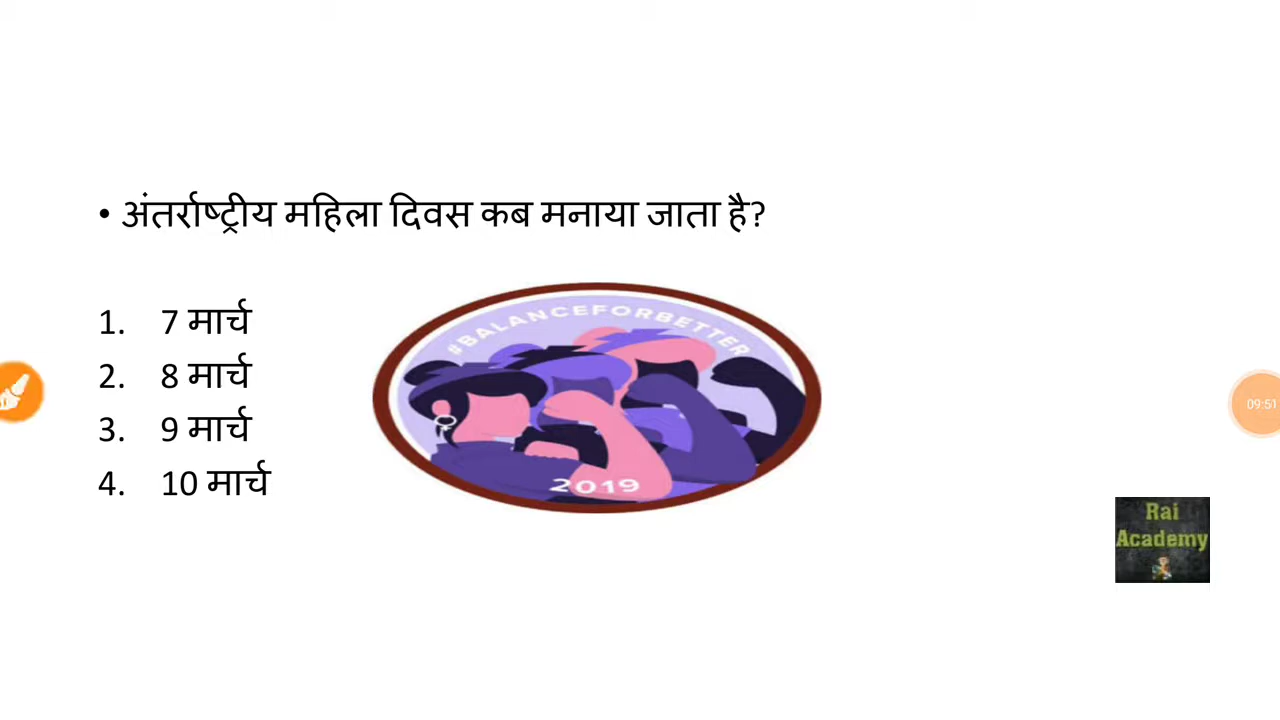 • अंतर्राष्ट्रीय महिला दिवस कब मनाया जाता है?
1. 7 मार्च
2. 8 मार्च
3. 9 मार्च
4. 10 मार्च
#BALANCEFORBETTER
2019
09:51
Rai
Academy